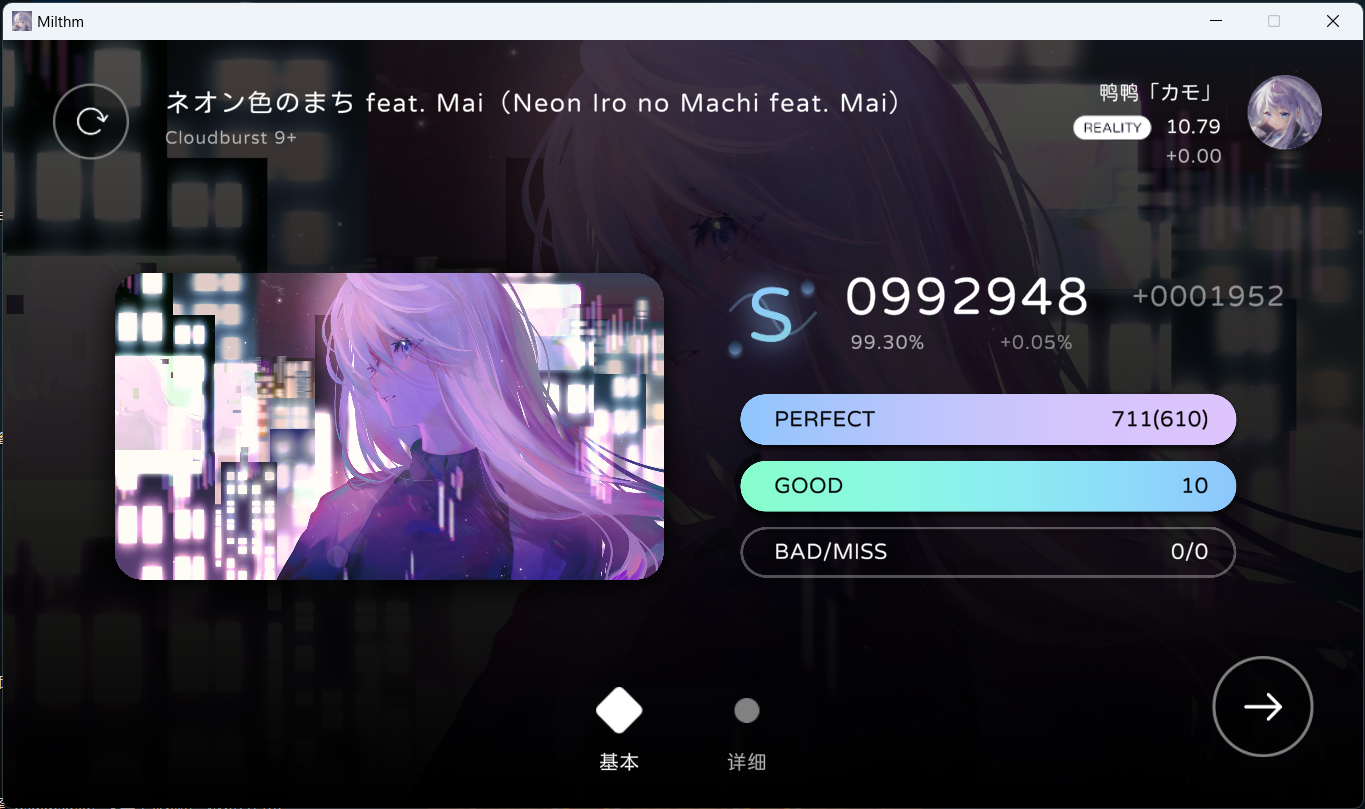 Milthm
ネオン色のまち feat. Mai（Neon Iro no Machi feat. Mai）
Cloudburst 9+
鸭鸭「カモ」
REALITY 10.79
+0.00
S 0992948 +0001952
99.30% +0.05%
PERFECT 711(610)
GOOD 10
BAD/MISS 0/0
基本 详细